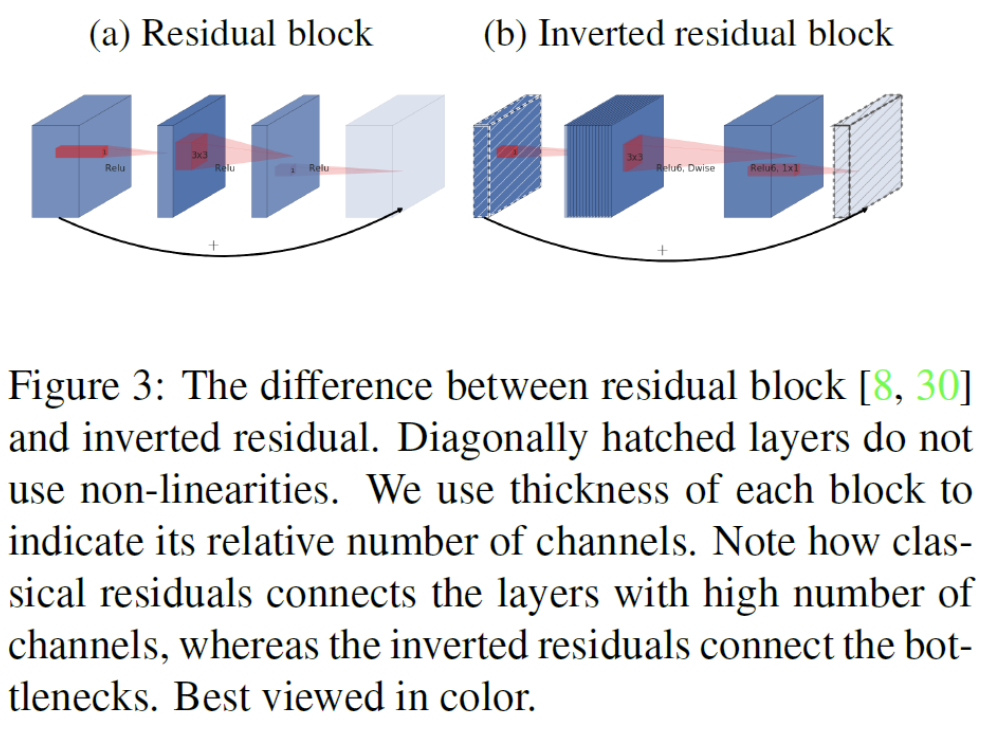 (a) Residual block
(b) Inverted residual block
1
Relu
3x3
Relu
1
Relu
+
3x3
Relu6, Dwise
Relu6, 1x1
+
Figure 3: The difference between residual block [8, 30]
and inverted residual. Diagonally hatched layers do not
use non-linearities. We use thickness of each block to
indicate its relative number of channels. Note how clas-
sical residuals connects the layers with high number of
channels, whereas the inverted residuals connect the bot-
tlenecks. Best viewed in color.